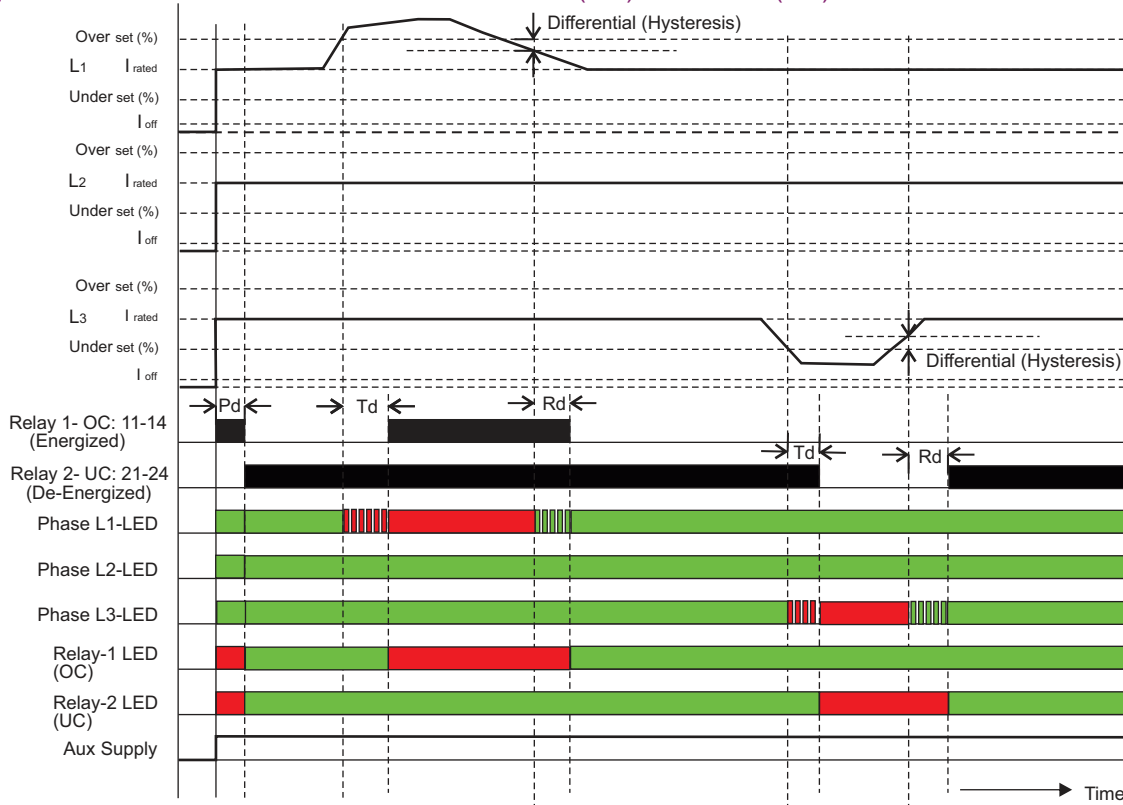 Differential (Hysteresis)
Over set (%)
L1 I rated
Under set (%)
I off
Over set (%)
L2 I rated
Under set (%)
I off
Over set (%)
L3 I rated
Under set (%)
Differential (Hysteresis)
I off
Pd
Td
Rd
Relay 1- OC: 11-14
(Energized)
Td
Rd
Relay 2- UC: 21-24
(De-Energized)
Phase L1-LED
Phase L2-LED
Phase L3-LED
Relay-1 LED
(OC)
Relay-2 LED
(UC)
Aux Supply
Time